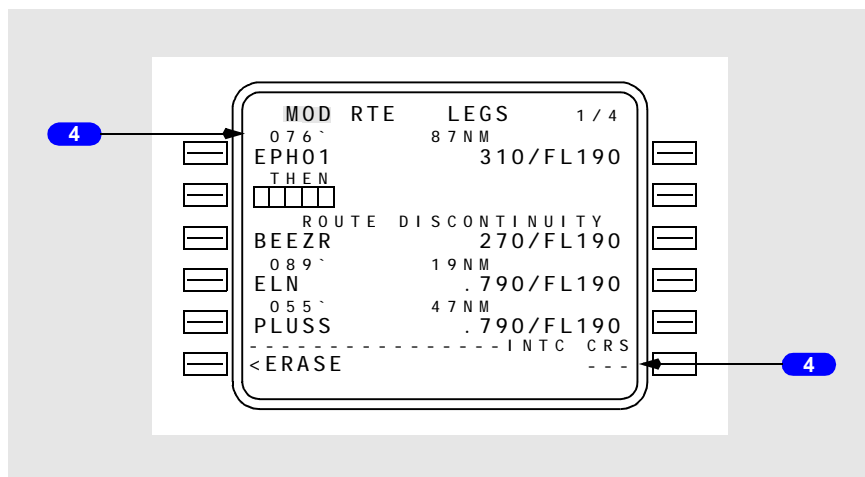 MOD RTE LEGS 1/4
4
076` 87NM
EPH01 310/FL190
THEN
ROUTE DISCONTINUITY
BEEZR 270/FL190
089` 19NM
ELN .790/FL190
055` 47NM
PLUSS .790/FL190
----------------INTC CRS
<ERASE ---
4